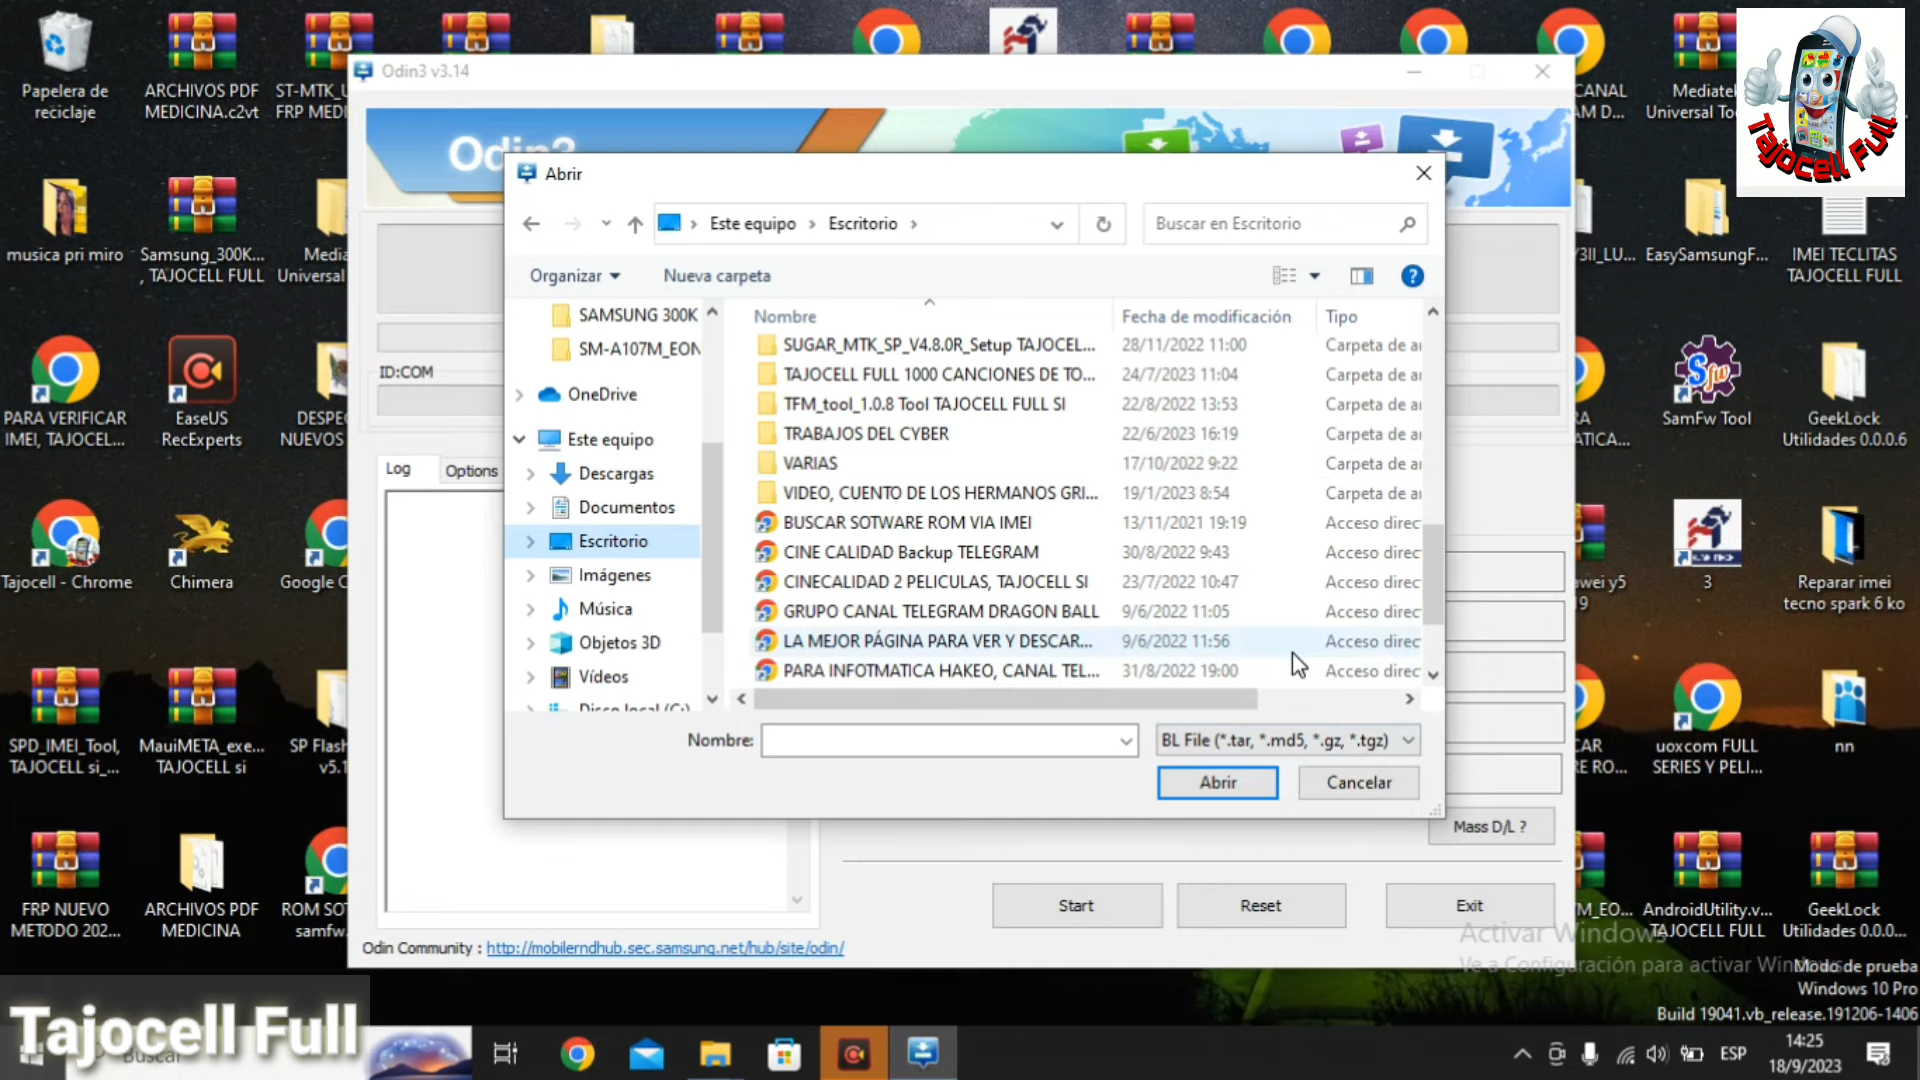 Papelera de
reciclaje
ARCHIVOS PDF
MEDICINA.c2vt
ST-MTK_U
FRP MEDI
CANAL
AM D...
Mediatek
Universal To
Tajocell Full
Odin3 v3.14
Odin3
Abrir
Este equipo
Escritorio
Buscar en Escritorio
Organizar
Nueva carpeta
SAMSUNG 300K
SM-A107M_EON
OneDrive
Este equipo
Descargas
Documentos
Escritorio
Imágenes
Música
Objetos 3D
Vídeos
Disco local (C:)
Nombre
Fecha de modificación
Tipo
SUGAR_MTK_SP_V4.8.0R_Setup TAJOCEL... 28/11/2022 11:00 Carpeta de a
TAJOCELL FULL 1000 CANCIONES DE TO... 24/7/2023 11:04 Carpeta de a
TFM_tool_1.0.8 Tool TAJOCELL FULL SI 22/8/2022 13:53 Carpeta de a
TRABAJOS DEL CYBER 22/6/2023 16:19 Carpeta de a
VARIAS 17/10/2022 9:22 Carpeta de a
VIDEO, CUENTO DE LOS HERMANOS GRI... 19/1/2023 8:54 Carpeta de a
BUSCAR SOTWARE ROM VIA IMEI 13/11/2021 19:19 Acceso direc
CINE CALIDAD Backup TELEGRAM 30/8/2022 9:43 Acceso direc
CINECALIDAD 2 PELICULAS, TAJOCELL SI 23/7/2022 10:47 Acceso direc
GRUPO CANAL TELEGRAM DRAGON BALL 9/6/2022 11:05 Acceso direc
LA MEJOR PÁGINA PARA VER Y DESCAR... 9/6/2022 11:56 Acceso direc
PARA INFOTMATICA HAKEO, CANAL TEL... 31/8/2022 19:00 Acceso direc
Nombre:
BL File (*.tar, *.md5, *.gz, *.tgz)
Abrir
Cancelar
ID:COM
Log
Options
Mass D/L ?
Start
Reset
Exit
Odin Community : http://mobilerndhub.sec.samsung.net/hub/site/odin/
musica pri miro
Samsung_300K...
, TAJOCELL FULL
Media
Universal
Y3II_LU...
EasySamsungF...
IMEI TECLITAS
TAJOCELL FULL
PARA VERIFICAR
IMEI, TAJOCEL...
EaseUS
RecExperts
DESPE
NUEVOS
RA
ATICA...
SamFw Tool
GeekLock
Utilidades 0.0.0.6
Tajocell - Chrome
Chimera
Google C
awei y5
19
3
Reparar imei
tecno spark 6 ko
SPD_IMEI_Tool,
TAJOCELL si_...
MauiMETA_exe...
TAJOCELL si
SP Flash
v5.1
CAR
RE RO...
uoxcom FULL
SERIES Y PELI...
nn
FRP NUEVO
METODO 202...
ARCHIVOS PDF
MEDICINA
ROM SOT
samfw.
M_EO...
AndroidUtility.v...
TAJOCELL FULL
GeekLock
Utilidades 0.0.0...
Activar Windows
Ve a Configuración para activar Windows.
Modo de prueba
Windows 10 Pro
Build 19041.vb_release.191206-1406
Tajocell Full
Buscar
ESP
14:25
18/9/2023